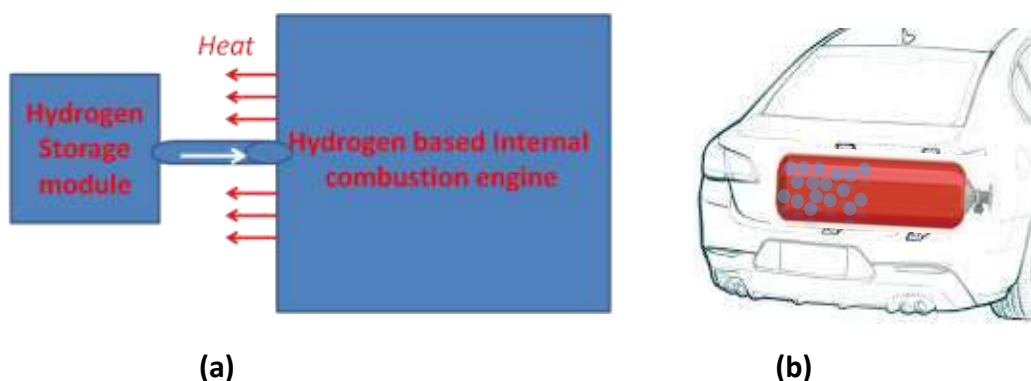 Heat
Hydrogen
Storage
module
Hydrogen based Internal
combustion engine
(a)
(b)